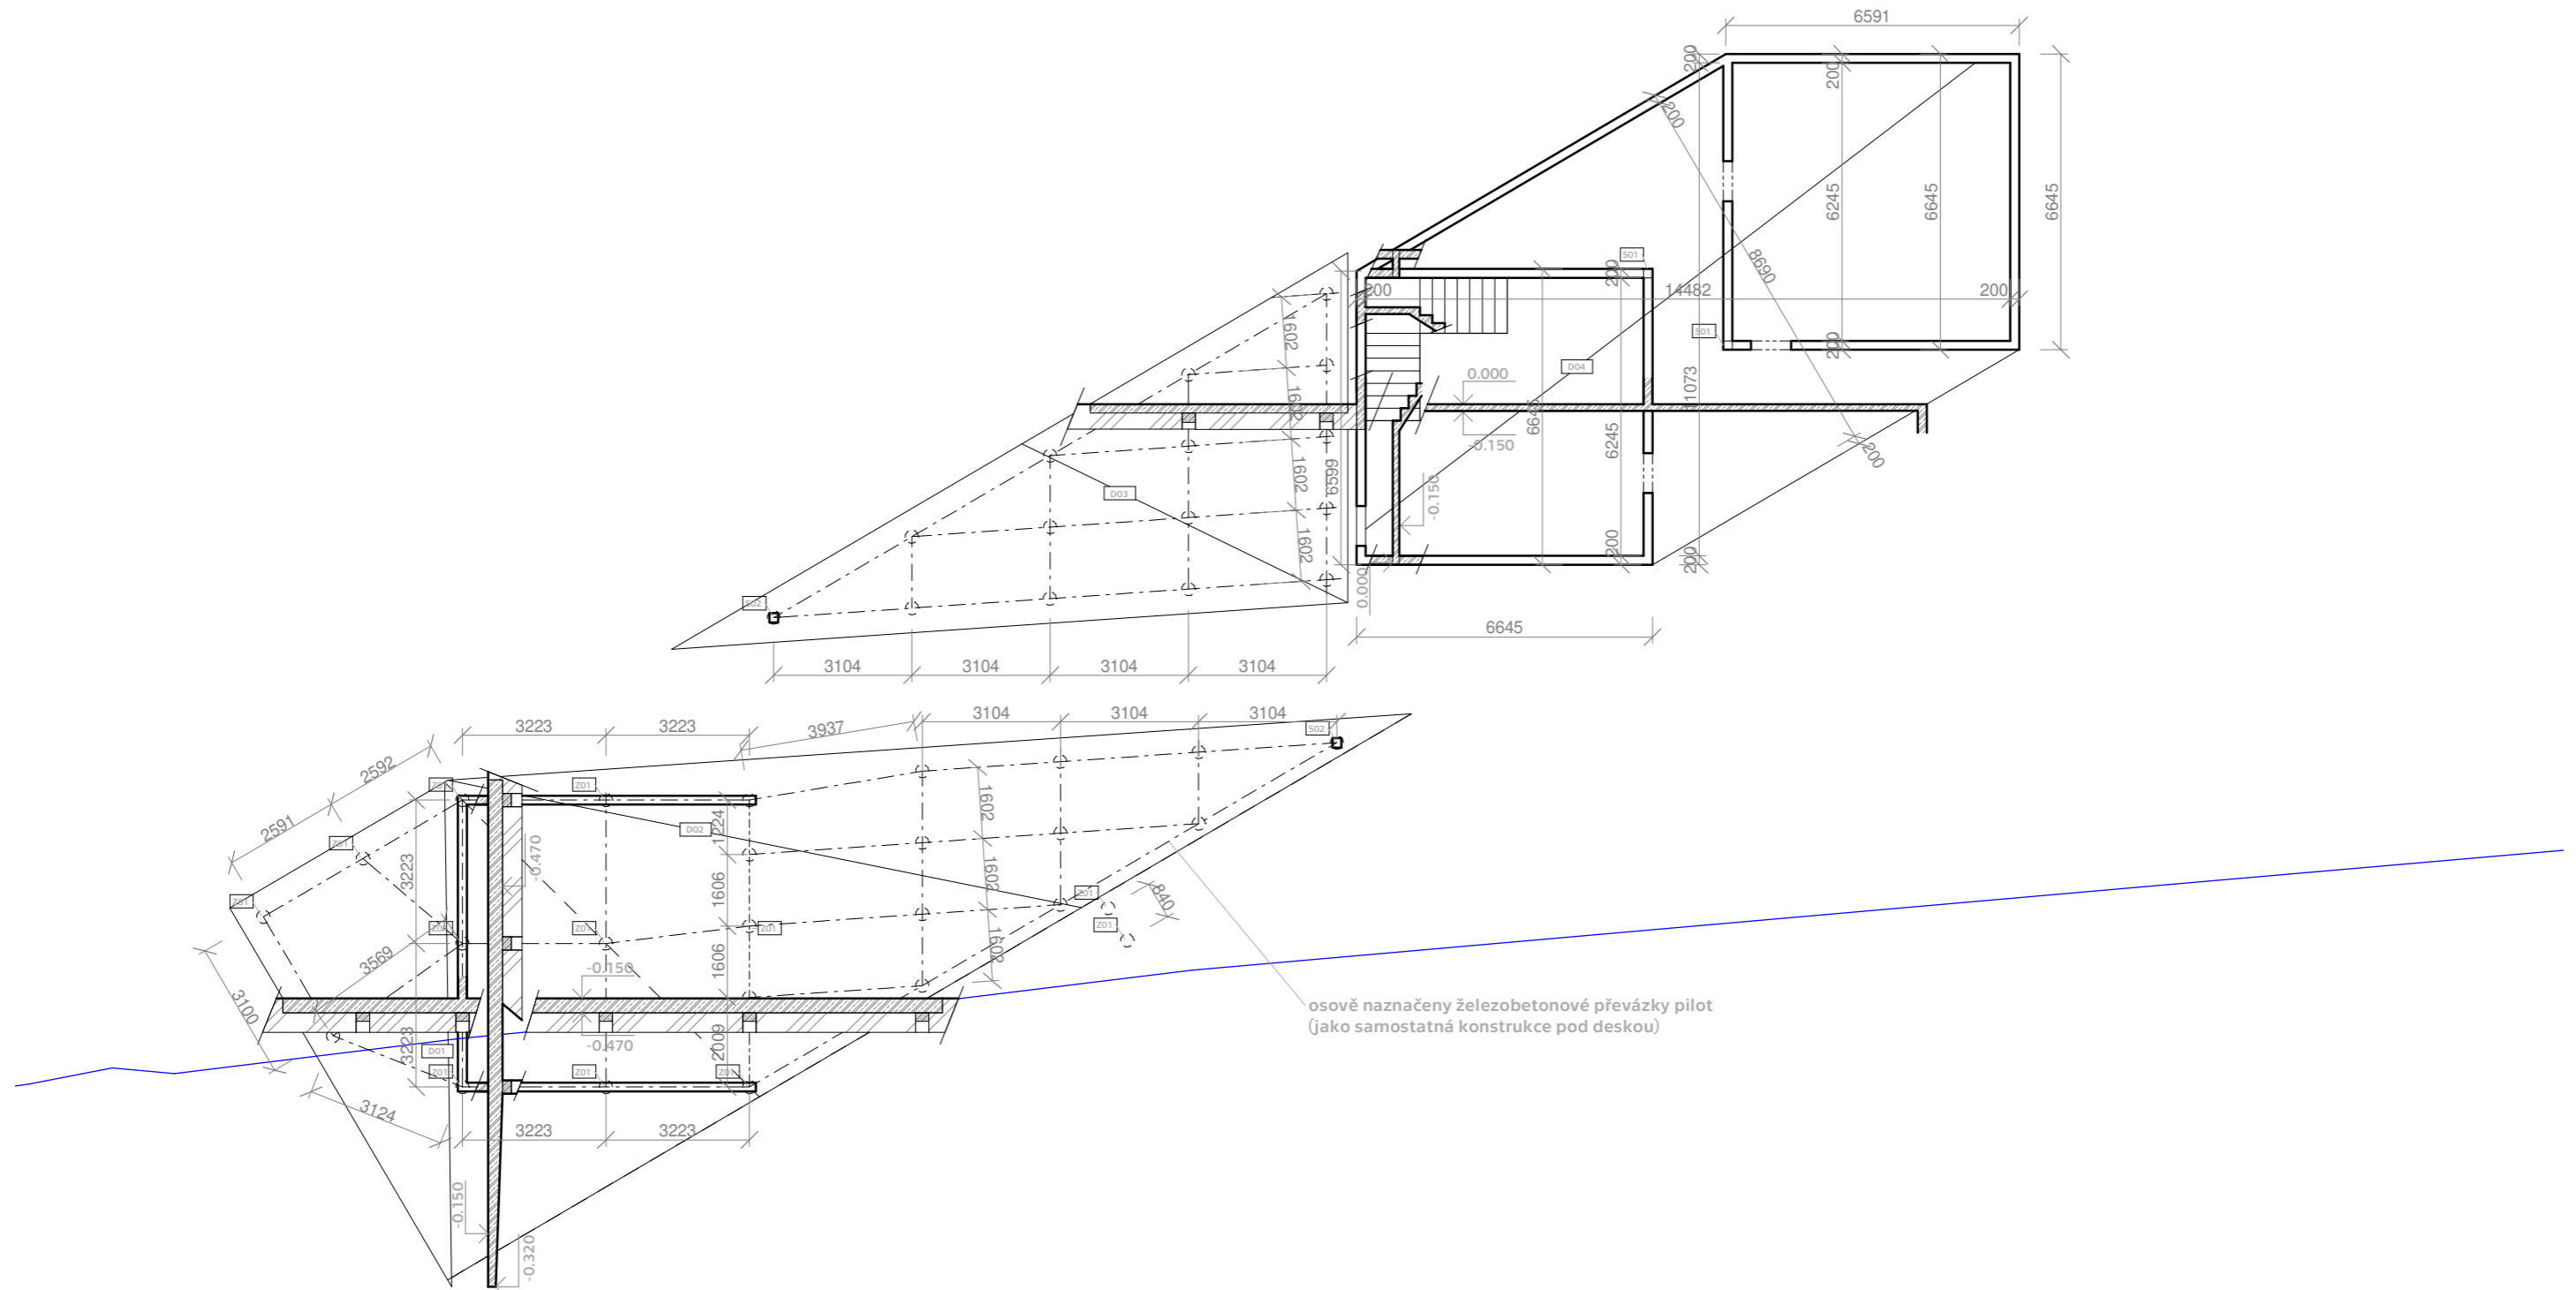 6591
200
200
200
6245
6645
6645
8690
S01
200
200
14482
200
S01
200
1602
D04
0.000
-0.150
11073
1602
6645
6245
200
1602
6599
D03
-0.150
1602
200
200
0.000
S02
6645
3104
3104
3104
3104
3223
3223
3937
3104
3104
3104
S02
2592
Z01
Z01
2591
Z01
3223
-0.470
D02
1224
1602
1602
1606
Z01
840
Z01
Z01
Z01
Z01
Z01
3569
-0.150
1606
1602
3100
osově naznačeny železobetonové převázky pilot
(jako samostatná konstrukce pod deskou)
3223
D01
-0.470
2009
Z01
Z01
Z01
3124
3223
3223
-0.150
-0.320